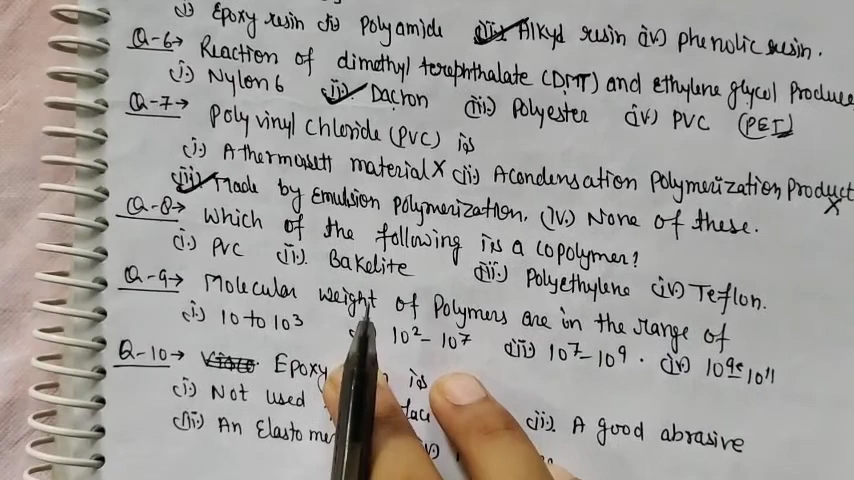 i) Epoxy resin ii) Polyamide iii) Alkyd resin iv) phenolic resin.
Q-6→ Reaction of dimethyl terephthalate (DMT) and ethylene glycol Produce
i) Nylon 6 ii) Dacron iii) Polyester iv) PVC (PET)
Q-7→ Poly vinyl chloride (PVC) is
i) A thermosett material X ii) A condensation Polymerization Product X
iii) Made by Emulsion polymerization. (iv) None of these.
Q-8→ Which of the following is a copolymer?
i) PVC ii) Bakelite iii) Polyethylene iv) Teflon.
Q-9→ Molecular weight of Polymers are in the range of
i) 10 to 10³ 10² - 10⁷ iii) 10⁷ - 10⁹. iv) 10⁹ - 10¹¹
Q-10→ Epoxy is
i) Not used ii) A good abrasive
iii) An